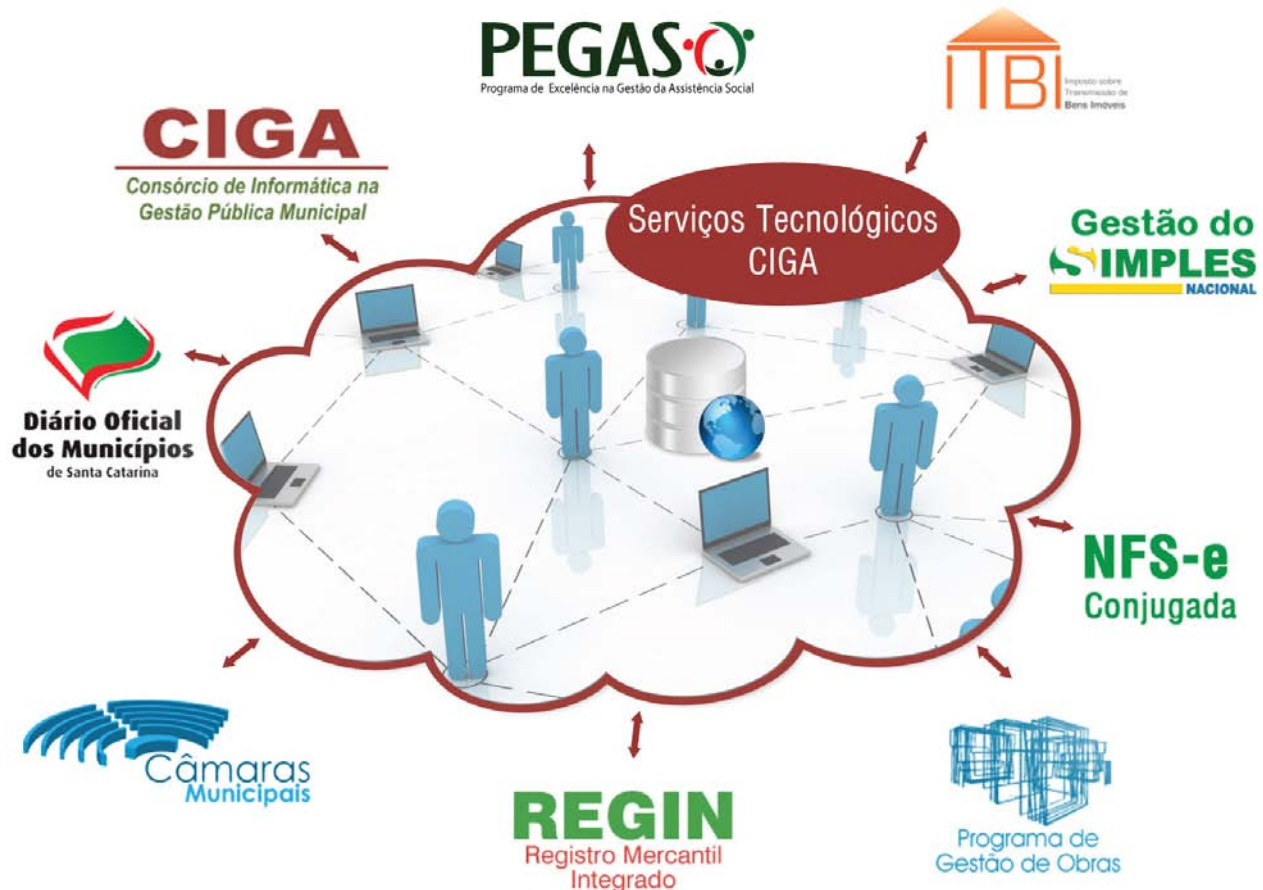 PEGASO
Programa de Excelência na Gestão da Assistência Social
ITBI
Imposto sobre
Transmissão de
Bens Imóveis
CIGA
Consórcio de Informática na
Gestão Pública Municipal
Serviços Tecnológicos
CIGA
Gestão do
SIMPLES
NACIONAL
Diário Oficial
dos Municípios
de Santa Catarina
NFS-e
Conjugada
Câmaras
Municipais
REGIN
Registro Mercantil
Integrado
Programa de
Gestão de Obras